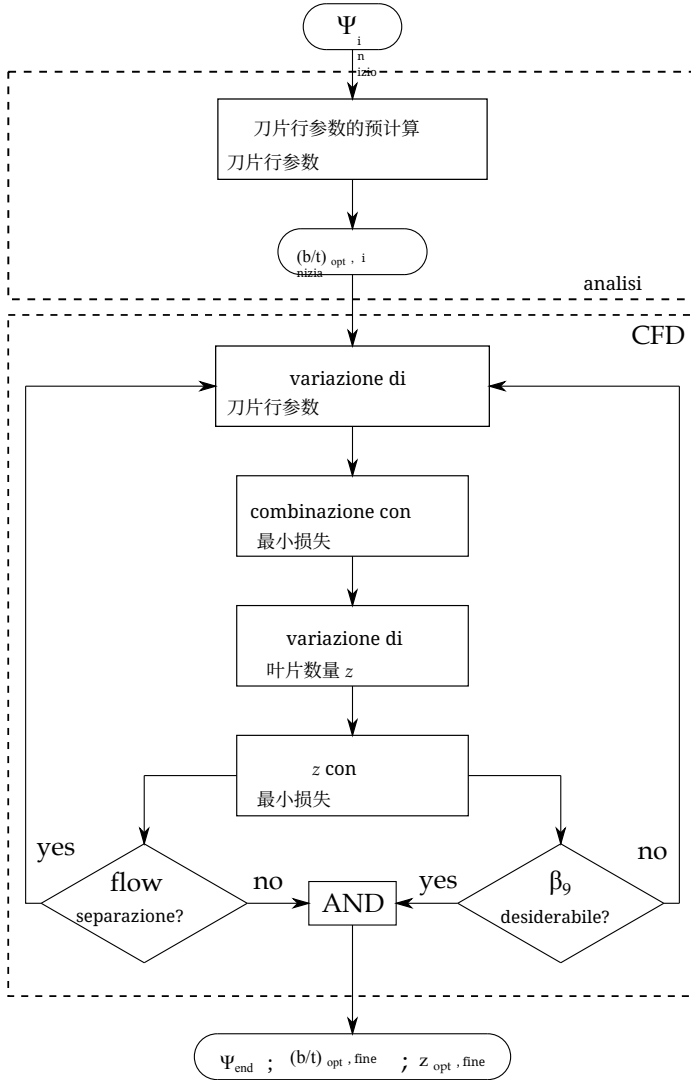 Ψ i
n
izio
刀片行参数的预计算
刀片行参数
(b/t) opt , i
nizia
analisi
CFD
variazione di
刀片行参数
combinazione con
最小损失
variazione di
叶片数量 z
z con
最小损失
yes
no
flow
separazione?
no
AND
yes
β9
desiderabile?
Ψend ; (b/t) opt , fine ; z opt , fine